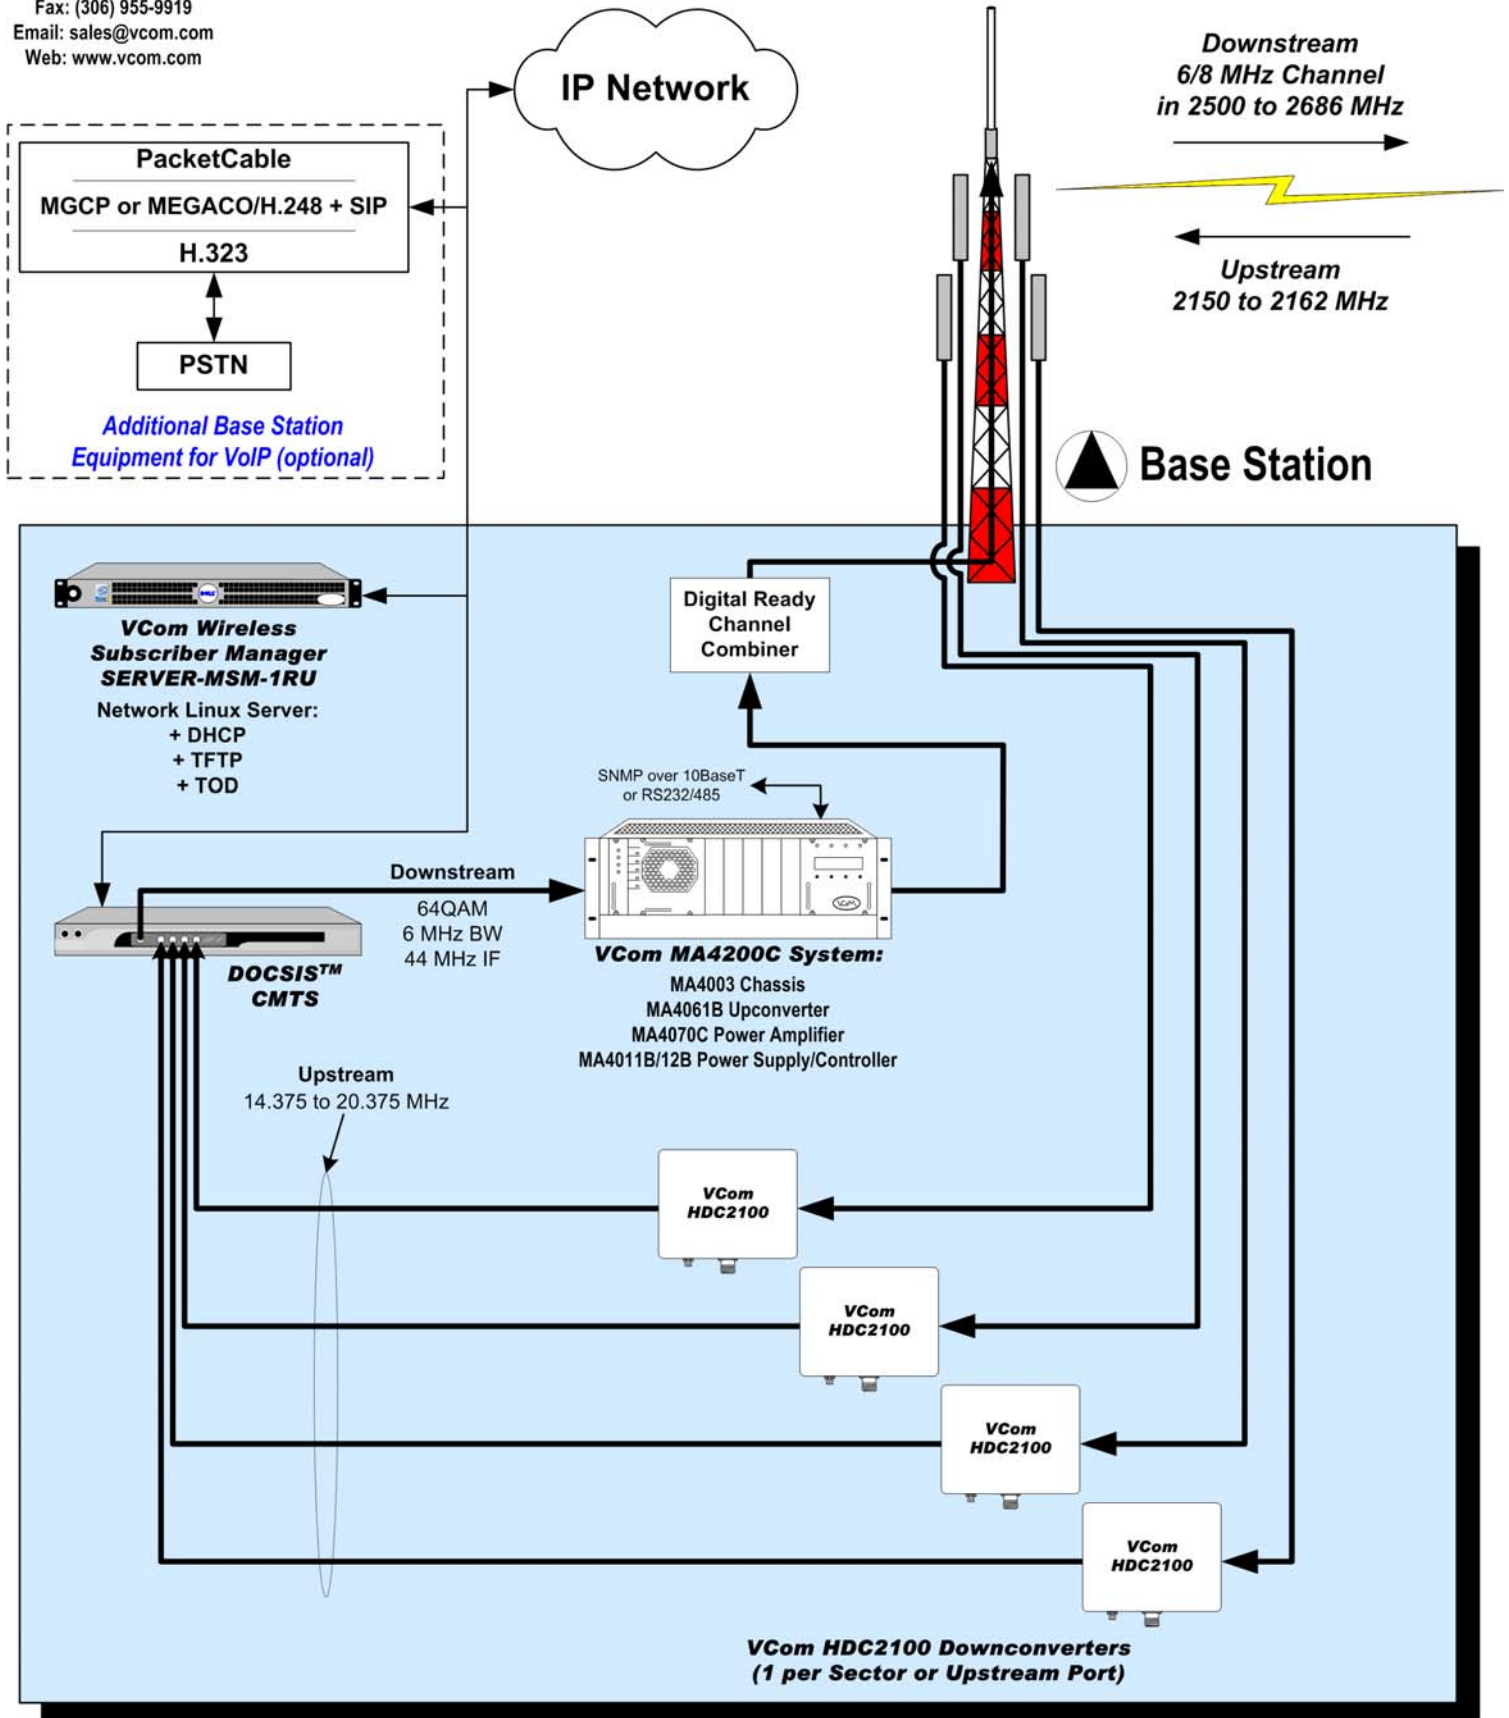 Fax: (306) 955-9919
Email: sales@vcom.com
Web: www.vcom.com
IP Network
Downstream
6/8 MHz Channel
in 2500 to 2686 MHz
PacketCable
MGCP or MEGACO/H.248 + SIP
H.323
PSTN
Additional Base Station
Equipment for VoIP (optional)
Upstream
2150 to 2162 MHz
Base Station
DELL
VCom Wireless
Subscriber Manager
SERVER-MSM-1RU
Network Linux Server:
+ DHCP
+ TFTP
+ TOD
Digital Ready
Channel
Combiner
SNMP over 10BaseT
or RS232/485
Downstream
64QAM
6 MHz BW
44 MHz IF
VCom
DOCSIS™
CMTS
VCom MA4200C System:
MA4003 Chassis
MA4061B Upconverter
MA4070C Power Amplifier
MA4011B/12B Power Supply/Controller
Upstream
14.375 to 20.375 MHz
VCom
HDC2100
VCom
HDC2100
VCom
HDC2100
VCom
HDC2100
VCom HDC2100 Downconverters
(1 per Sector or Upstream Port)